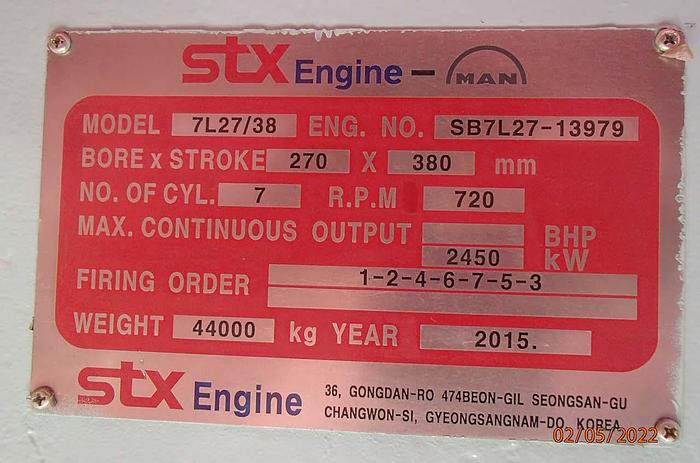 stx Engine – MAN
MODEL 7L27/38 ENG. NO. SB7L27-13979
BORE x STROKE 270 X 380 mm
NO. OF CYL. 7 R.P.M 720
MAX. CONTINUOUS OUTPUT BHP
2450 kW
FIRING ORDER 1-2-4-6-7-5-3
WEIGHT 44000 kg YEAR 2015.
stx Engine 36, GONGDAN-RO 474BEON-GIL SEONGSAN-GU
CHANGWON-SI, GYEONGSANGNAM-DO, KOREA
02/05/2022